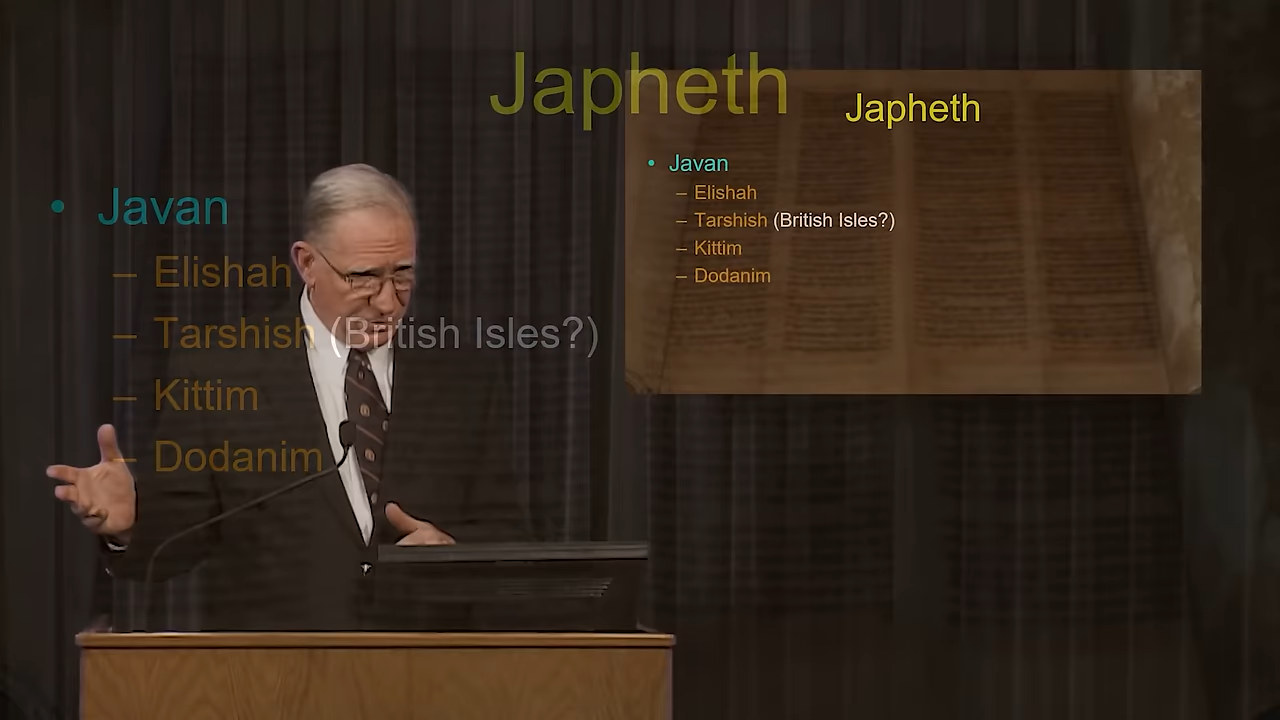 Japheth
• Javan
– Elishah
– Tarshish (British Isles?)
– Kittim
– Dodanim
Japheth
• Javan
– Elishah
– Tarshish (British Isles?)
– Kittim
– Dodanim